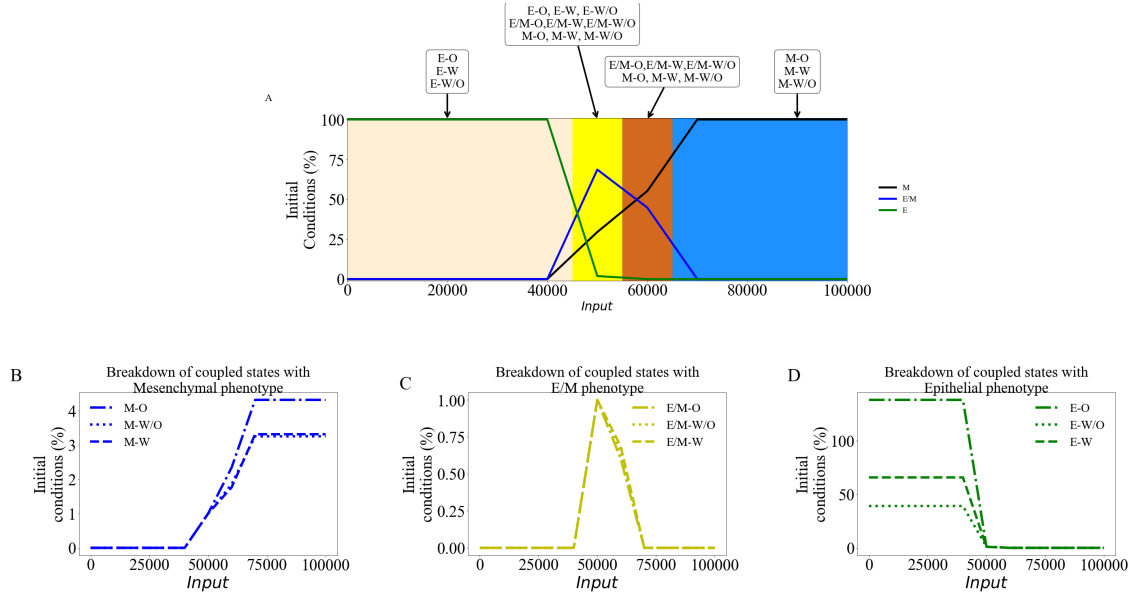 E-O, E-W, E-W/O
E/M-O,E/M-W,E/M-W/O
M-O, M-W, M-W/O
E-O
E-W
E-W/O
E/M-O,E/M-W,E/M-W/O
M-O, M-W, M-W/O
M-O
M-W
M-W/O
A
100
75
50
25
0
Initial
Conditions (%)
0
20000
40000
60000
80000
100000
Input
M
E/M
E
B
Breakdown of coupled states with
Mesenchymal phenotype
M-O
M-W/O
M-W
4
3
2
1
0
Initial
conditions (%)
0
25000
50000
75000
100000
Input
C
Breakdown of coupled states with
E/M phenotype
E/M-O
E/M-W/O
E/M-W
1.00
0.75
0.50
0.25
0.00
Initial
conditions (%)
0
25000
50000
75000
100000
Input
D
Breakdown of coupled states with
Epithelial phenotype
E-O
E-W/O
E-W
100
50
0
Initial
conditions (%)
0
25000
50000
75000
100000
Input